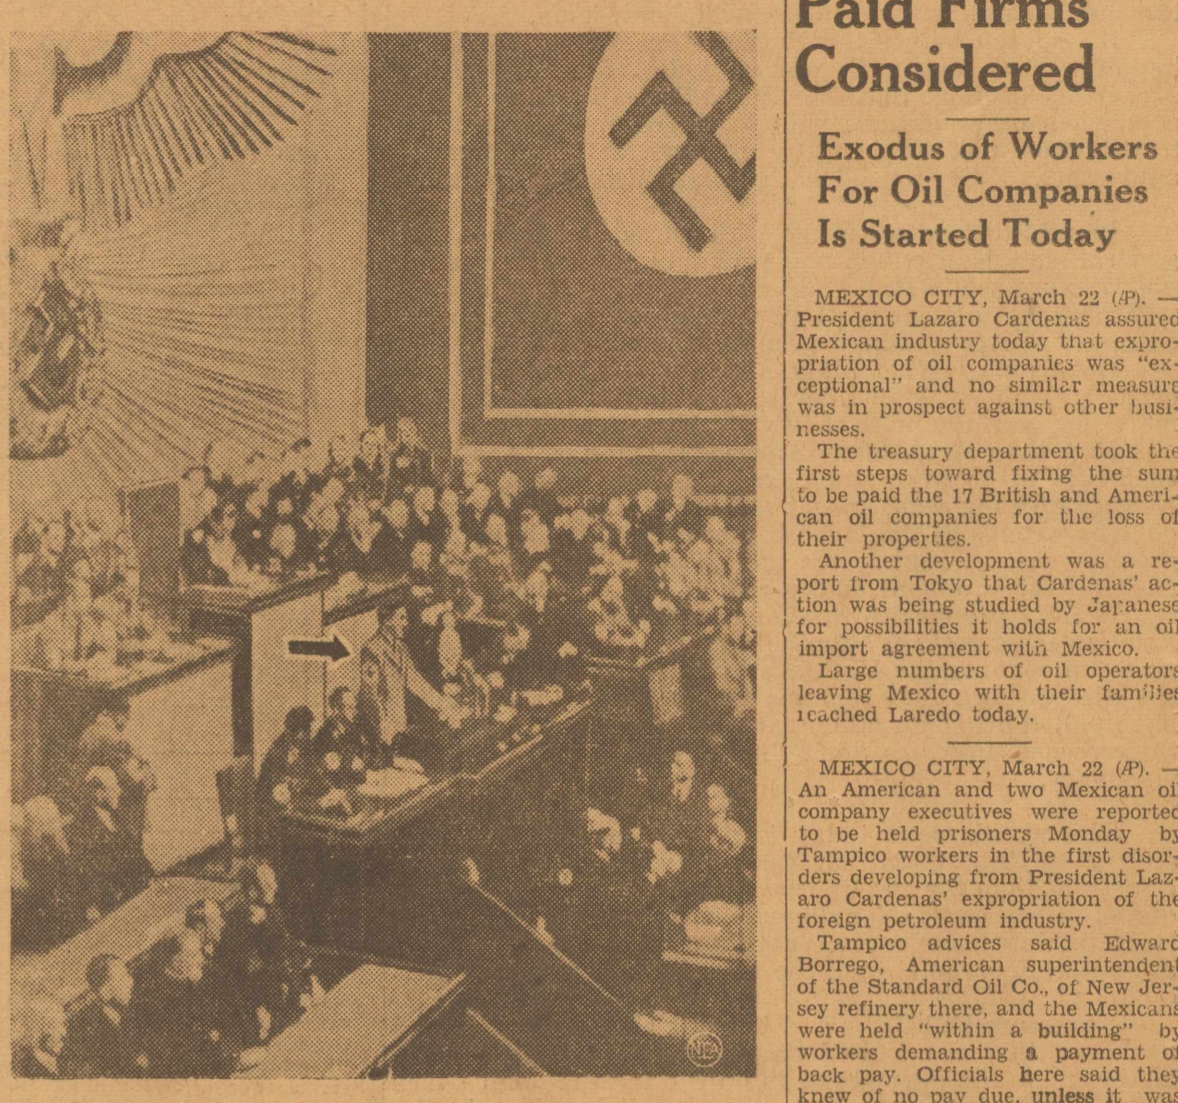 Paid Firms
Considered
Exodus of Workers
For Oil Companies
Is Started Today
MEXICO CITY, March 22 (AP). —
President Lazaro Cardenas assured
Mexican industry today that expro-
priation of oil companies was "ex-
ceptional" and no similar measure
was in prospect against other busi-
nesses.
The treasury department took the
first steps toward fixing the sum
to be paid the 17 British and Ameri-
can oil companies for the loss of
their properties.
Another development was a re-
port from Tokyo that Cardenas' ac-
tion was being studied by Japanese
for possibilities it holds for an oil
import agreement with Mexico.
Large numbers of oil operators
leaving Mexico with their families
reached Laredo today.
MEXICO CITY, March 22 (AP). —
An American and two Mexican oil
company executives were reported
to be held prisoners Monday by
Tampico workers in the first disor-
ders developing from President Laz-
aro Cardenas' expropriation of the
foreign petroleum industry.
Tampico advices said Edward
Borrego, American superintendent
of the Standard Oil Co., of New Jer-
sey refinery there, and the Mexicans
were held "within a building" by
workers demanding a payment of
back pay. Officials here said they
knew of no pay due, unless it was
NEA